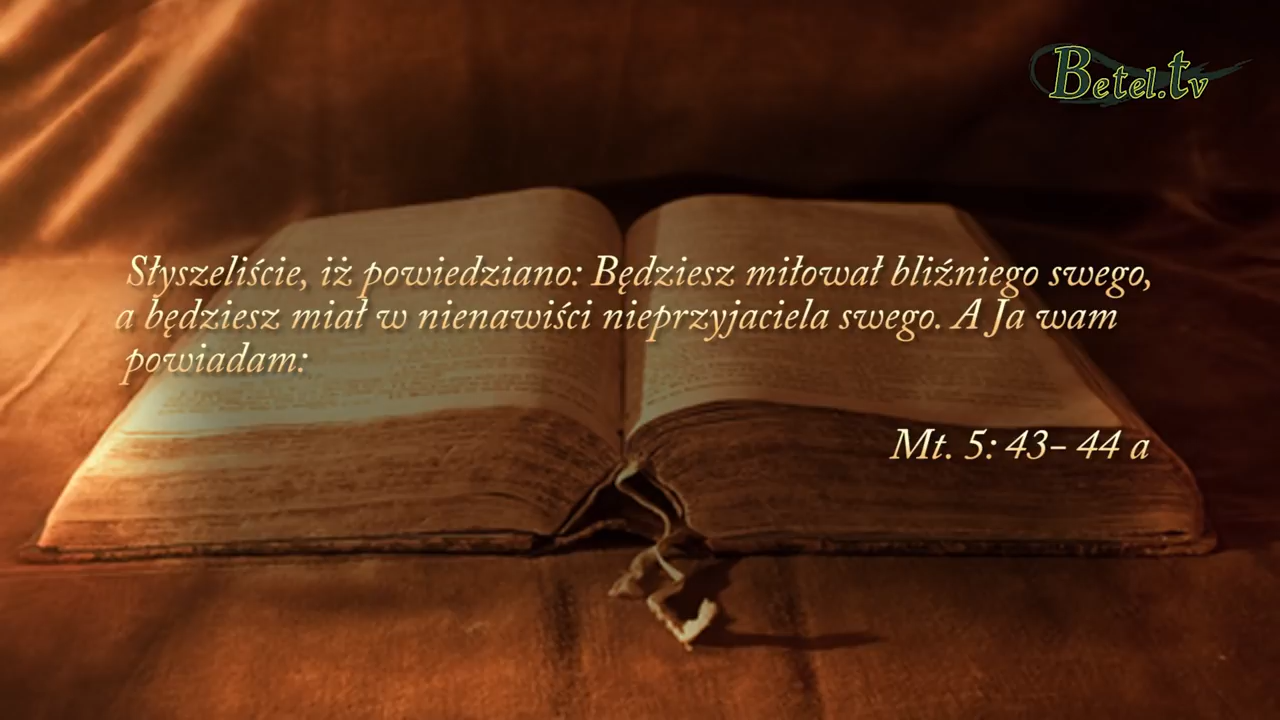 Betel.tv
Słyszeliście, iż powiedziano: Będziesz miłował bliźniego swego,
a będziesz miał w nienawiści nieprzyjaciela swego. A Ja wam
powiadam:
Mt. 5: 43- 44 a